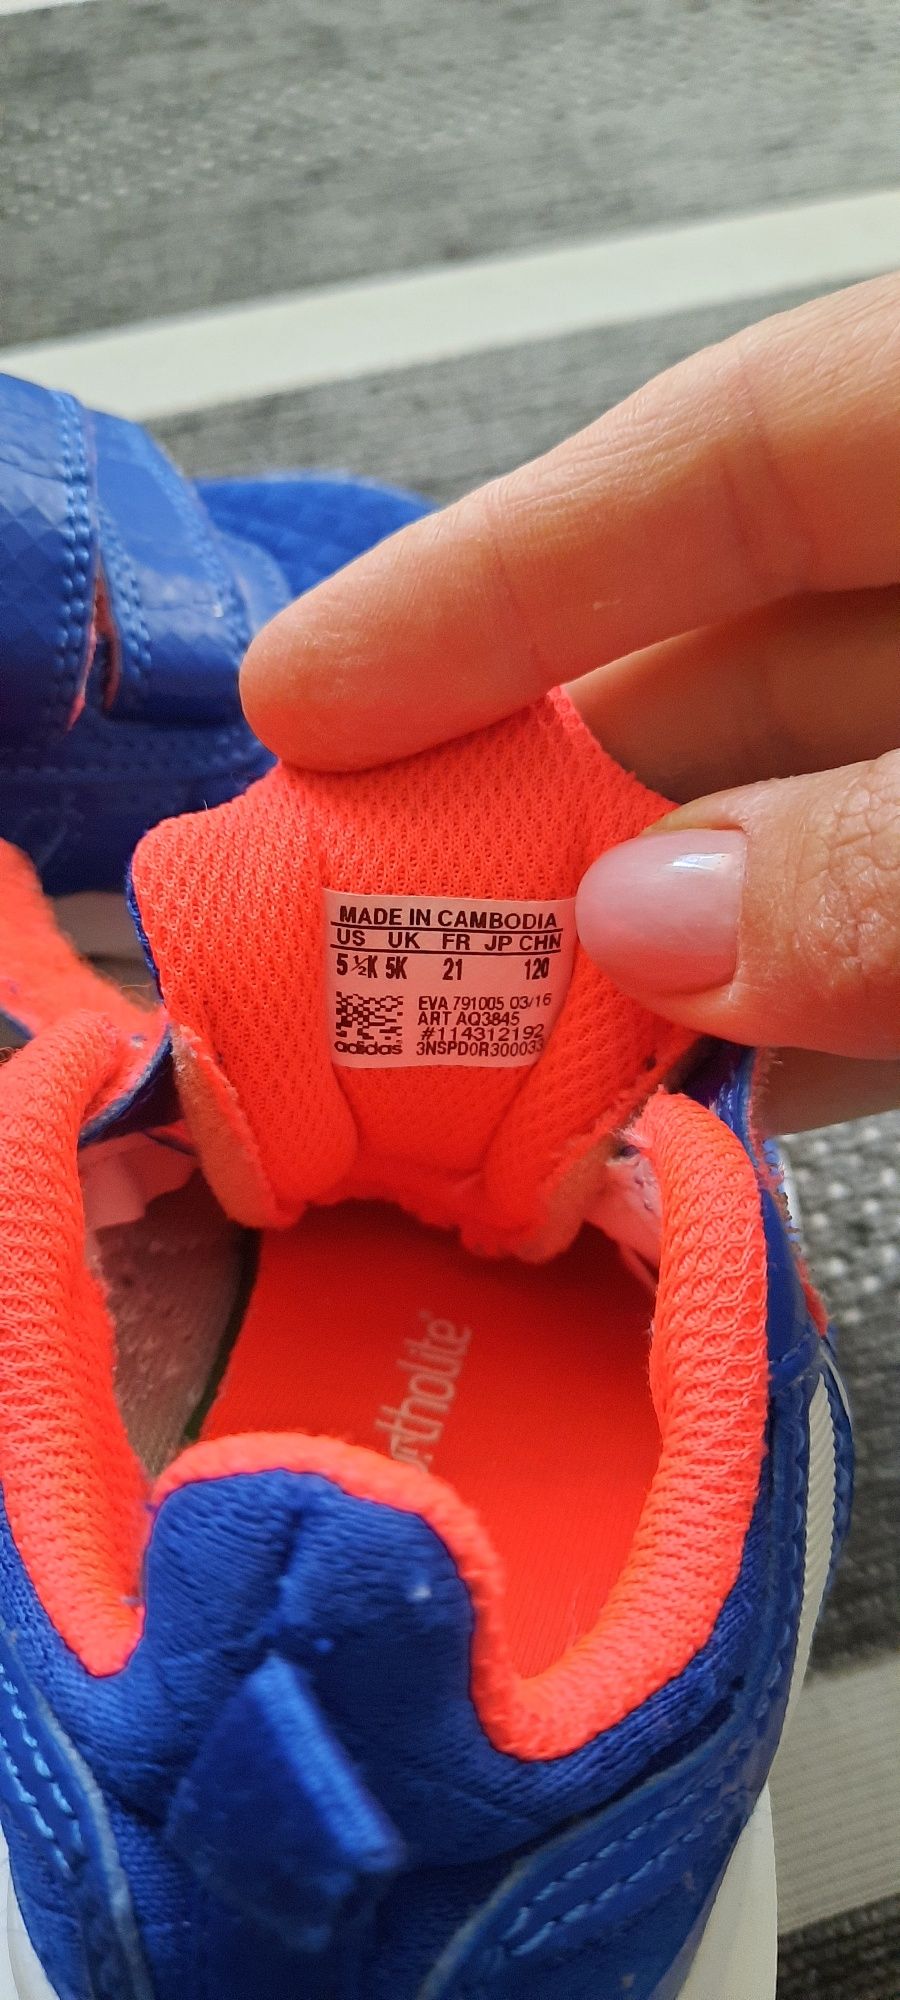 MADE IN CAMBODIA
US UK FR JP CHN
5 ½K 5K 21 120
EVA 791005 03/16
ART AQ3845
#114312192
adidas 3NSPD0R300033
ortholite®